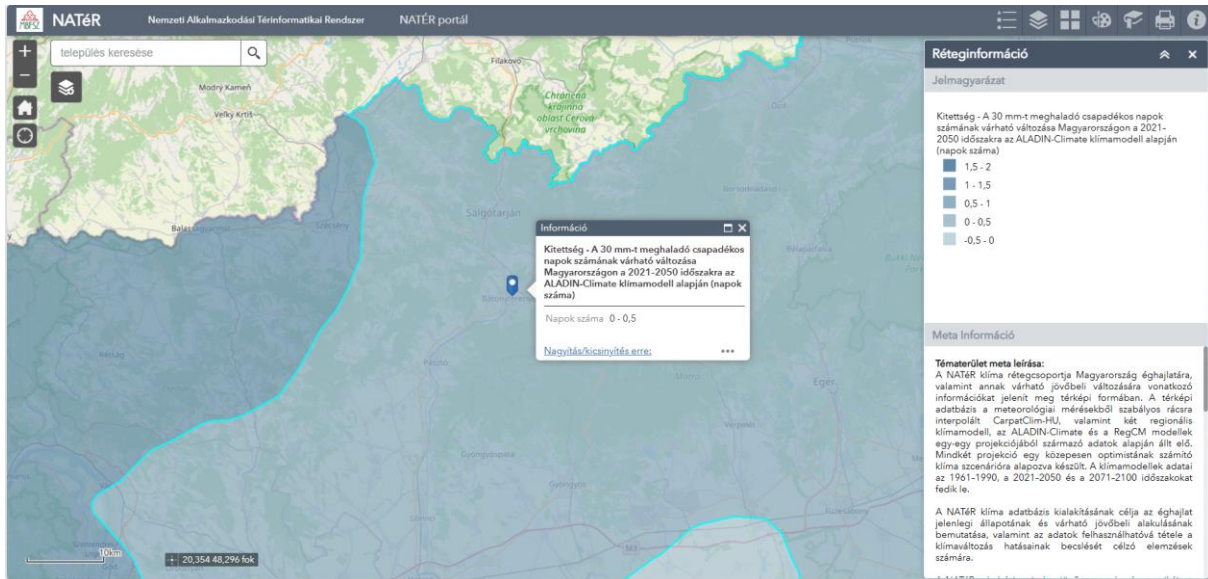 NATéR
Nemzeti Alkalmazkodási Térinformatikai Rendszer
NATÉR portál
település keresése
Réteginformáció
Jelmagyarázat
Kitettség - A 30 mm-t meghaladó csapadékos napok
számának várható változása Magyarországon a 2021-
2050 időszakra az ALADIN-Climate klímamodell alapján
(napok száma)
1,5 - 2
1 - 1,5
0,5 - 1
0 - 0,5
-0,5 - 0
Meta Információ
Tématerület meta leírása:
A NATéR klíma rétegcsoportja Magyarország éghajlatára,
valamint annak várható jövőbeli változására vonatkozó
információkat jelenít meg térképi formában. A térképi
adatbázis a meteorológiai mérésekből szabályos rácsra
interpolált CarpatClim-HU, valamint két regionális
klímamodell, az ALADIN-Climate és a RegCM modellek
egy-egy projekciójából származó adatok alapján állt elő.
Mindkét projekció egy közepesen optimistának számító
klíma szcenárióra alapozva készült. A klímamodellek adatai
az 1961-1990, a 2021-2050 és a 2071-2100 időszakokat
fedik le.
A NATéR klíma adatbázis kialakításának célja az éghajlat
jelenlegi állapotának és várható jövőbeli alakulásának
bemutatása, valamint az adatok felhasználhatóvá tétele a
klímaváltozás hatásainak becslését célzó elemzések
számára.
Információ
Kitettség - A 30 mm-t meghaladó csapadékos
napok számának várható változása
Magyarországon a 2021-2050 időszakra az
ALADIN-Climate klímamodell alapján (napok
száma)
Napok száma 0 - 0,5
Nagyítás/kicsinyítés erre:
Fiľakovo
Modrý Kameň
Veľký Krtíš
Chránená
krajinná
oblasť Cerová
vrchovina
Salgótarján
Balassagyarmat
Szécsény
Pásztó
Rétság
Eger
Verpelét
Gyöngyöspata
Gyöngyös
M3
10km
20,354 48,296 fok